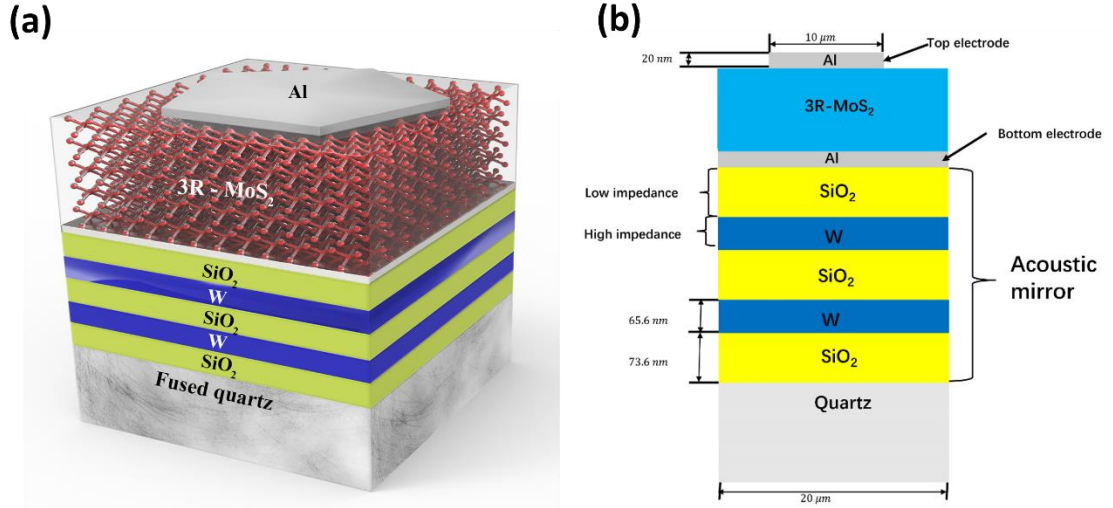 (a)
Al
3R - MoS₂
SiO₂
W
SiO₂
W
SiO₂
Fused quartz
(b)
10 μm
20 nm
Al
Top electrode
3R-MoS₂
Al
Bottom electrode
Low impedance
SiO₂
High impedance
W
SiO₂
Acoustic
mirror
65.6 nm
W
73.6 nm
SiO₂
Quartz
20 μm